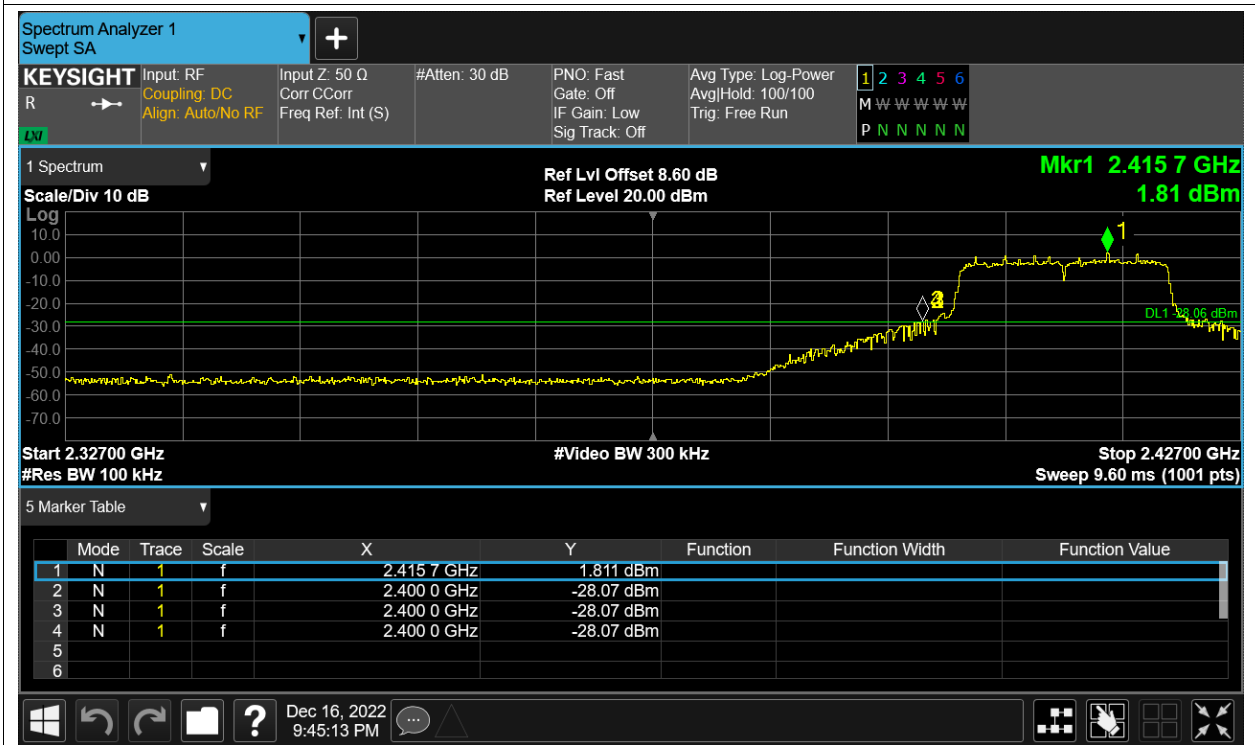 Spectrum Analyzer 1
Swept SA
KEYSIGHT Input: RF Input Z: 50 Ω #Atten: 30 dB PNO: Fast Avg Type: Log-Power 1 2 3 4 5 6
R Coupling: DC Corr CCorr Gate: Off Avg|Hold: 100/100 M W W W W W
Align: Auto/No RF Freq Ref: Int (S) IF Gain: Low Trig: Free Run
LXI Sig Track: Off P N N N N N
1 Spectrum Ref Lvl Offset 8.60 dB Mkr1 2.415 7 GHz
Scale/Div 10 dB Ref Level 20.00 dBm 1.81 dBm
Log
10.0
1
0.00
-10.0
-20.0
DL1 -28.06 dBm
-30.0
-40.0
-50.0
-60.0
-70.0
Start 2.32700 GHz #Video BW 300 kHz Stop 2.42700 GHz
#Res BW 100 kHz Sweep 9.60 ms (1001 pts)
5 Marker Table
Mode Trace Scale X Y Function Function Width Function Value
1 N 1 f 2.415 7 GHz 1.811 dBm
2 N 1 f 2.400 0 GHz -28.07 dBm
3 N 1 f 2.400 0 GHz -28.07 dBm
4 N 1 f 2.400 0 GHz -28.07 dBm
5
6
? Dec 16, 2022
9:45:13 PM